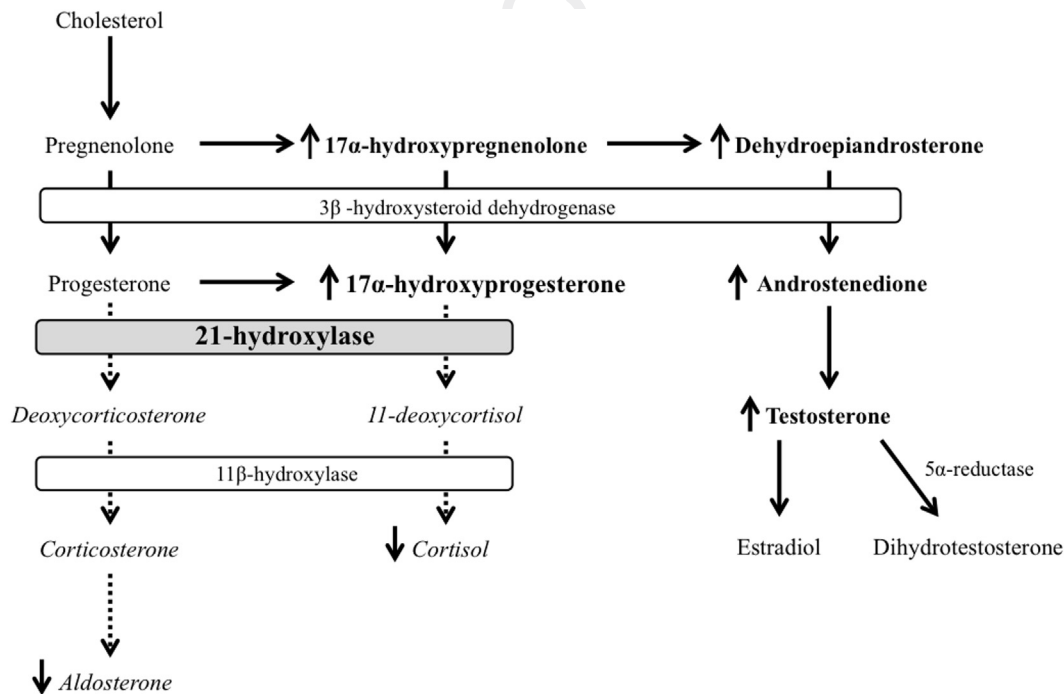 Cholesterol
Pregnenolone
17α-hydroxypregnenolone
Dehydroepiandrosterone
3β -hydroxysteroid dehydrogenase
Progesterone
17α-hydroxyprogesterone
Androstenedione
21-hydroxylase
Deoxycorticosterone
11-deoxycortisol
Testosterone
11β-hydroxylase
5α-reductase
Corticosterone
Cortisol
Estradiol
Dihydrotestosterone
Aldosterone